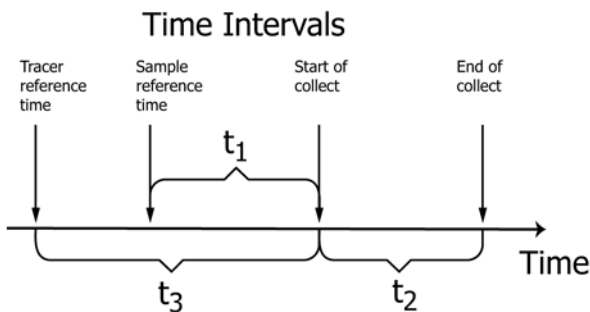 Time Intervals
Tracer
reference
time
Sample
reference
time
Start of
collect
End of
collect
t1
Time
t3
t2